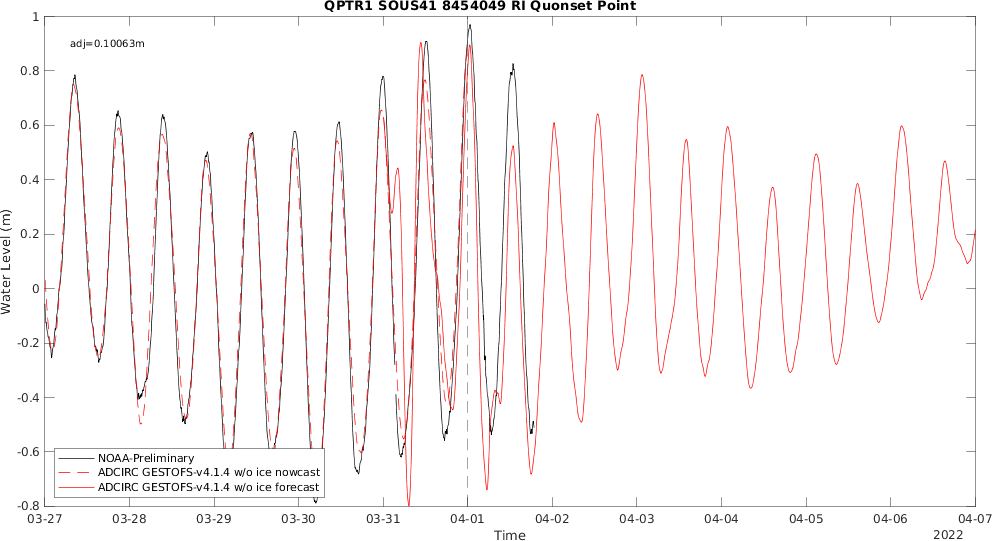 QPTR1 SOUS41 8454049 RI Quonset Point
adj=0.10063m
Water Level (m)
1
0.8
0.6
0.4
0.2
0
-0.2
-0.4
-0.6
-0.8
NOAA-Preliminary
ADCIRC GESTOFS-v4.1.4 w/o ice nowcast
ADCIRC GESTOFS-v4.1.4 w/o ice forecast
03-27 03-28 03-29 03-30 03-31 04-01 04-02 04-03 04-04 04-05 04-06 04-07
Time
2022